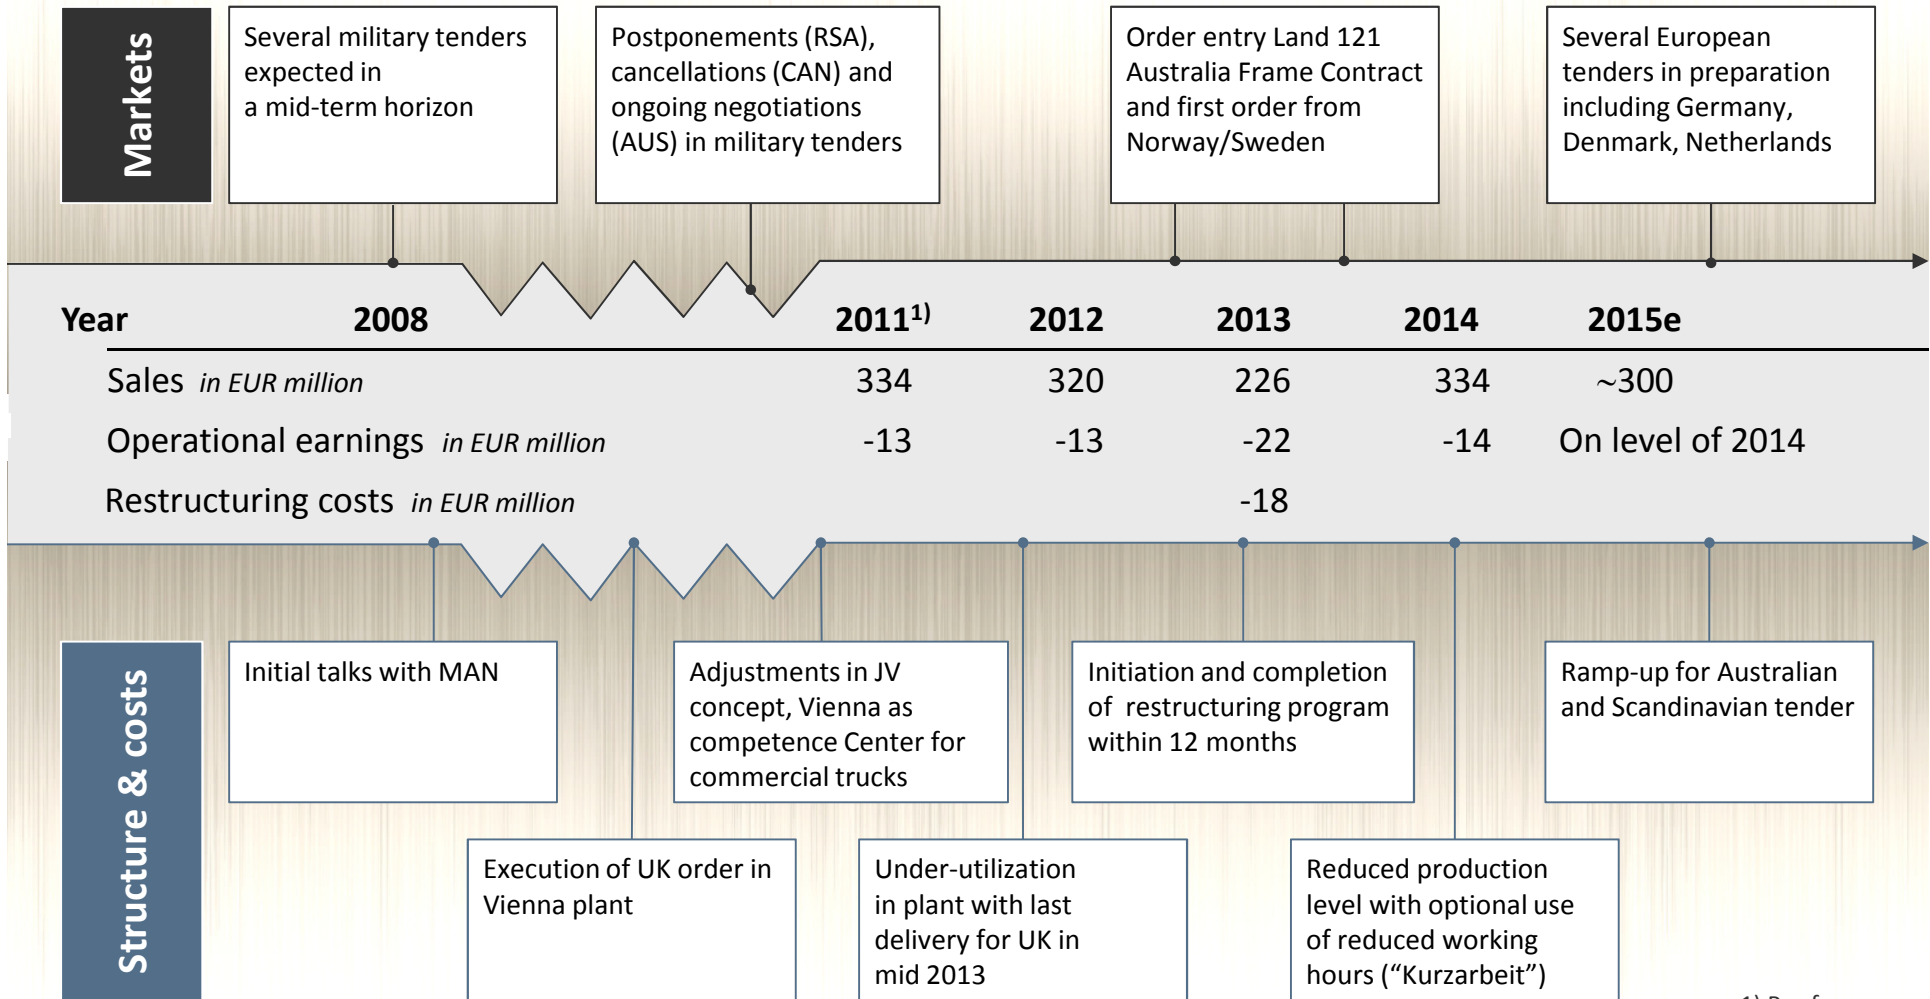 Markets
Several military tenders
expected in
a mid-term horizon
Postponements (RSA),
cancellations (CAN) and
ongoing negotiations
(AUS) in military tenders
Order entry Land 121
Australia Frame Contract
and first order from
Norway/Sweden
Several European
tenders in preparation
including Germany,
Denmark, Netherlands
Year 2008 2011¹⁾ 2012 2013 2014 2015e
Sales in EUR million 334 320 226 334 ~300
Operational earnings in EUR million -13 -13 -22 -14 On level of 2014
Restructuring costs in EUR million -18
Structure & costs
Initial talks with MAN
Adjustments in JV
concept, Vienna as
competence Center for
commercial trucks
Initiation and completion
of restructuring program
within 12 months
Ramp-up for Australian
and Scandinavian tender
Execution of UK order in
Vienna plant
Under-utilization
in plant with last
delivery for UK in
mid 2013
Reduced production
level with optional use
of reduced working
hours (“Kurzarbeit”)